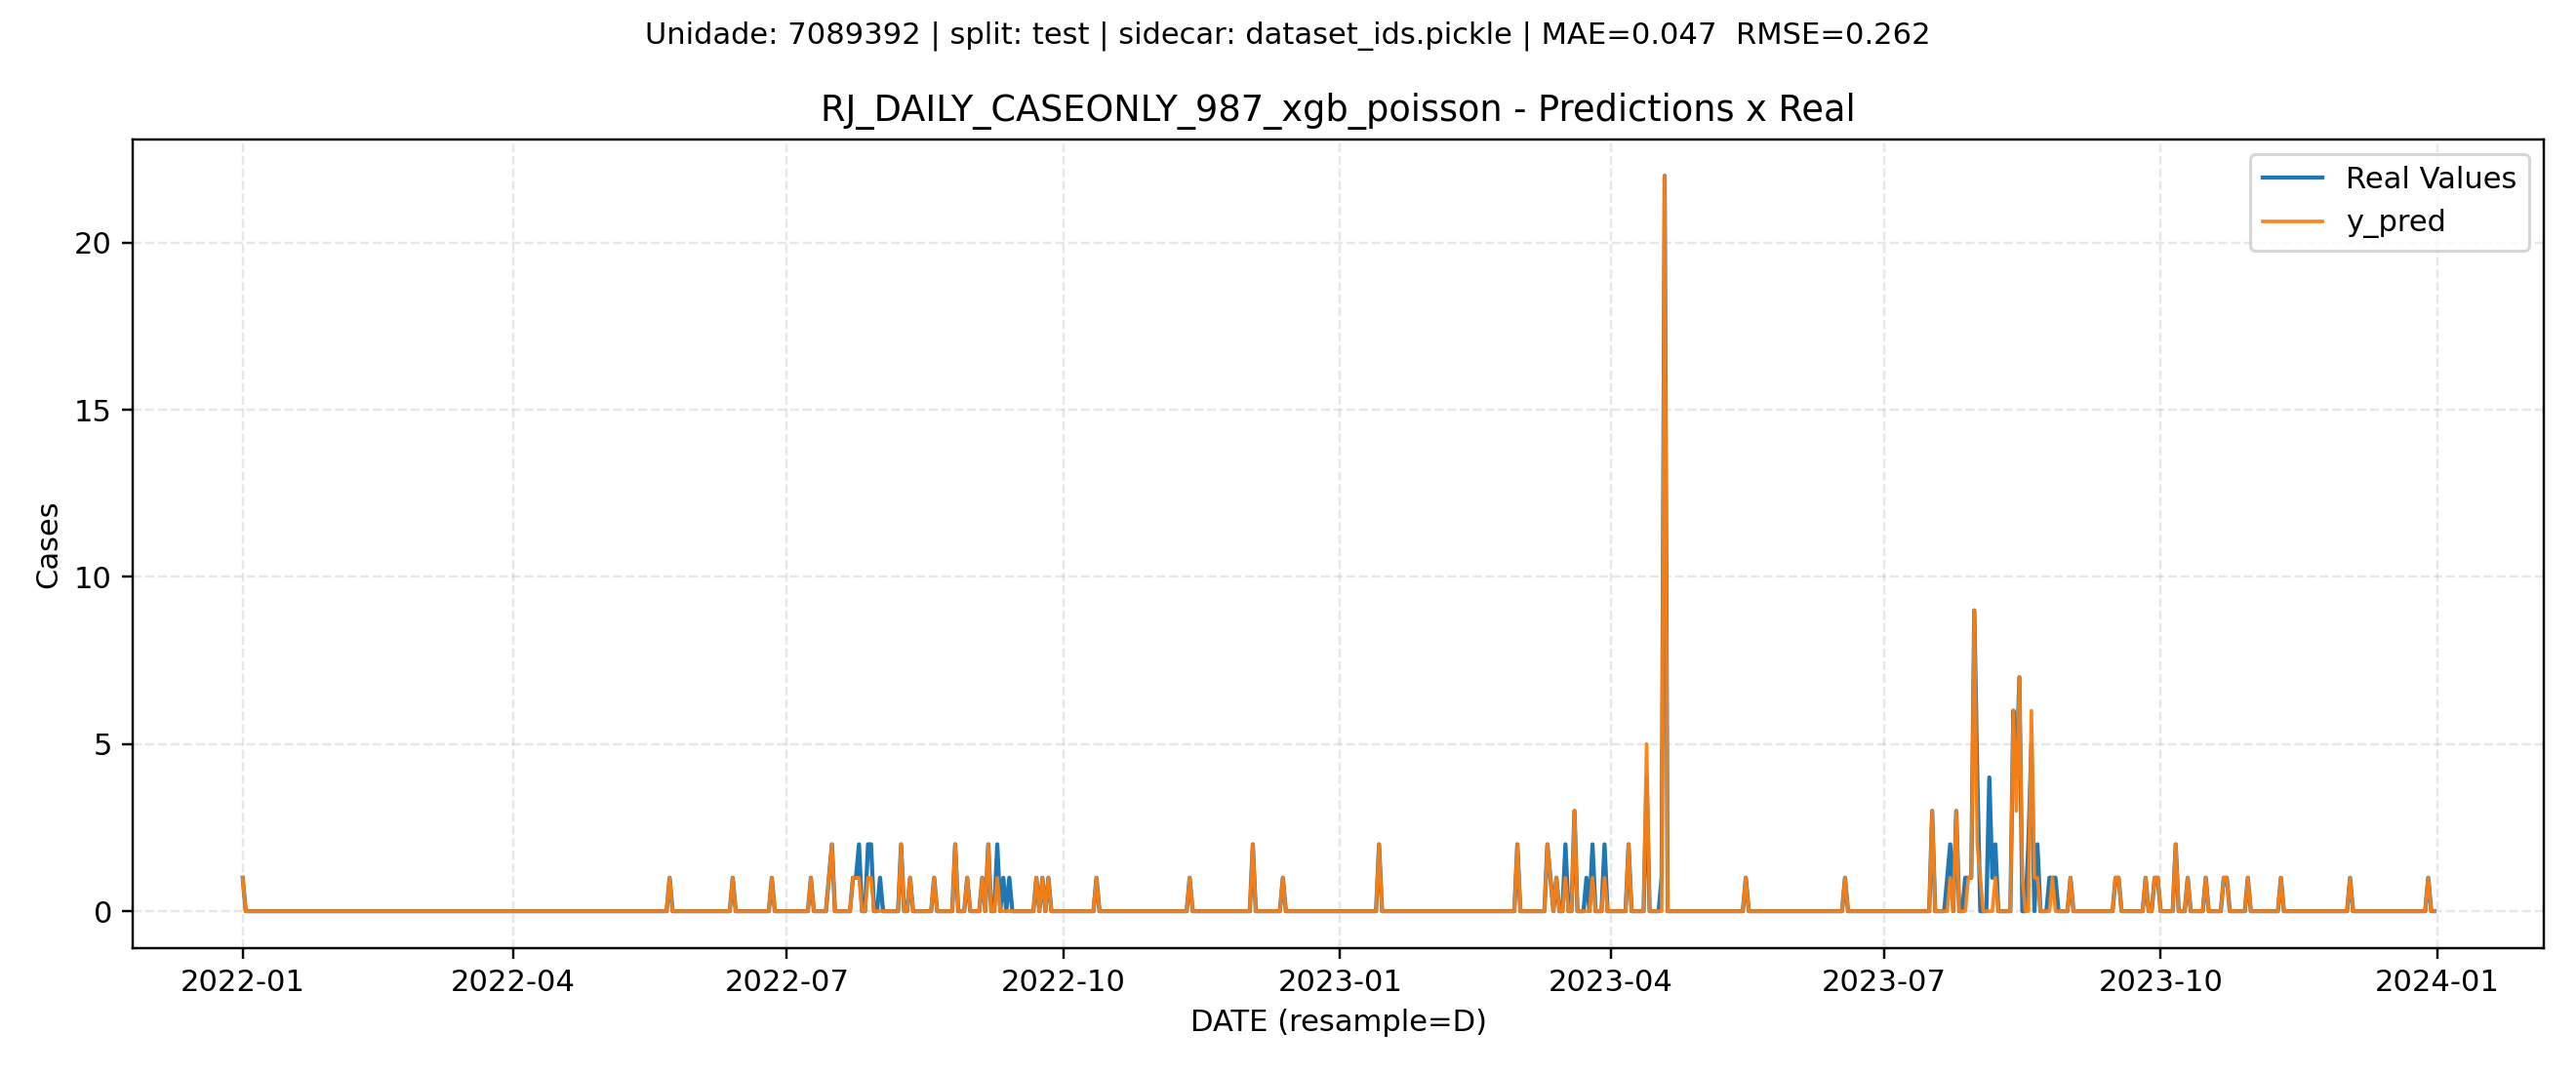 Unidade: 7089392 | split: test | sidecar: dataset_ids.pickle | MAE=0.047  RMSE=0.262
RJ_DAILY_CASEONLY_987_xgb_poisson - Predictions x Real
Real Values
y_pred
Cases
20
15
10
5
0
2022-01 2022-04 2022-07 2022-10 2023-01 2023-04 2023-07 2023-10 2024-01
DATE (resample=D)